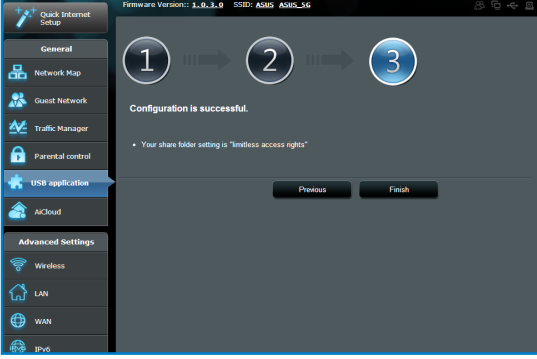 Quick Internet
Setup
Firmware Version:: 1.0.3.0 SSID: ASUS ASUS_5G
General
Network Map
Guest Network
Traffic Manager
Parental control
USB application
AiCloud
Advanced Settings
Wireless
LAN
WAN
IPv6
IPv6
1
2
3
Configuration is successful.
• Your share folder setting is "limitless access rights"
Previous
Finish